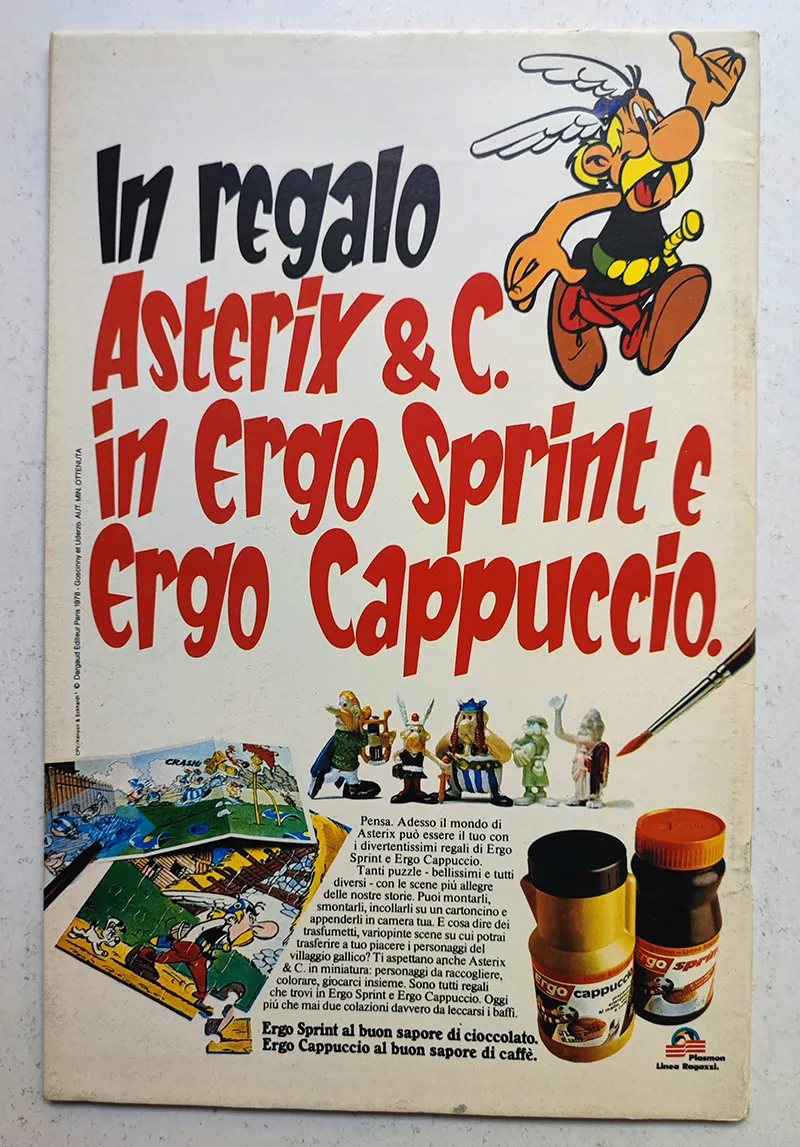 In regalo
Asterix & C.
in Ergo Sprint e
Ergo Cappuccio.
© Dargaud Editeur Paris 1978 - Goscinny et Uderzo. AUT. MIN. OTTENUTA
CRASH!
Pensa. Adesso il mondo di
Asterix può essere il tuo con
i divertentissimi regali di Ergo
Sprint e Ergo Cappuccio.
Tanti puzzle - bellissimi e tutti
diversi - con le scene piú allegre
delle nostre storie. Puoi montarli,
smontarli, incollarli su un cartoncino e
appenderli in camera tua. E cosa dire dei
trasfumetti, variopinte scene su cui potrai
trasferire a tuo piacere i personaggi del
villaggio gallico? Ti aspettano anche Asterix
& C. in miniatura: personaggi da raccogliere,
colorare, giocarci insieme. Sono tutti regali
che trovi in Ergo Sprint e Ergo Cappuccio. Oggi
piú che mai due colazioni davvero da leccarsi i baffi.
Ergo Sprint al buon sapore di cioccolato.
Ergo Cappuccio al buon sapore di caffè.
Ergo cappuccio
Ergo sprint
Plasmon
Linea Ragazzi.